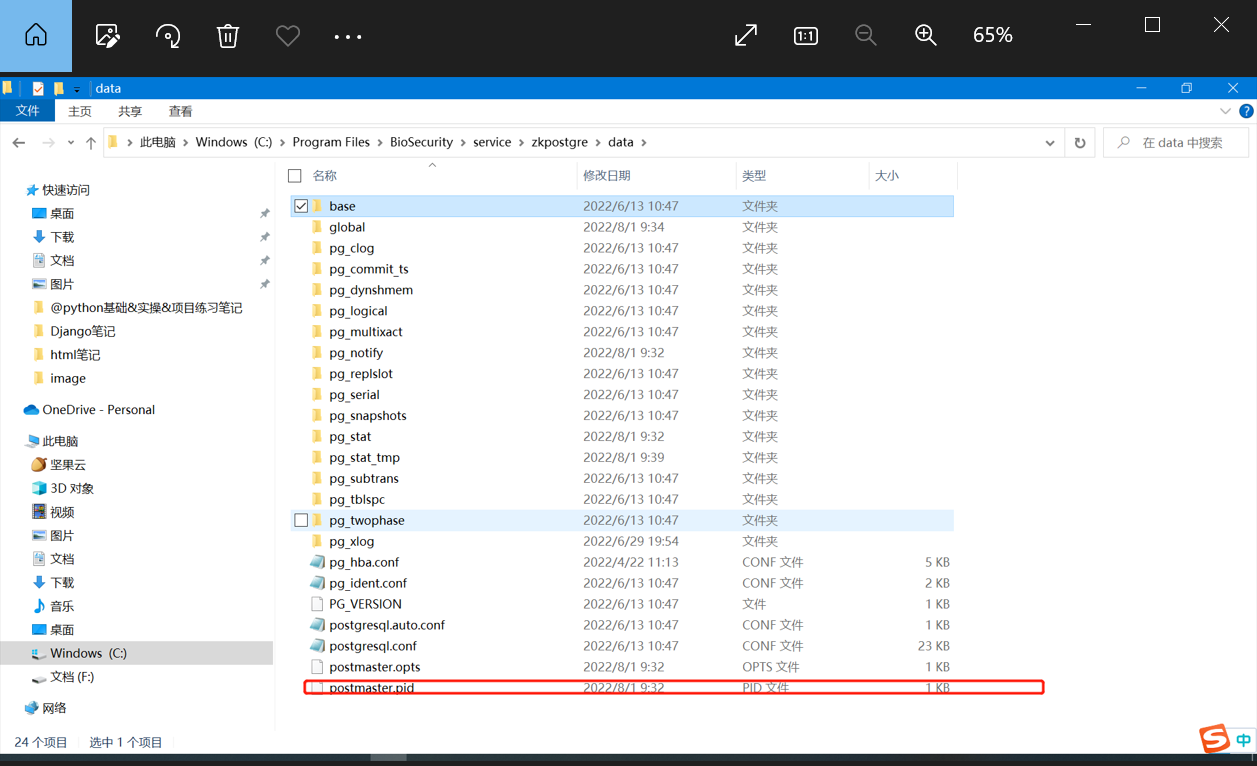 65%
1:1
data
文件 主页 共享 查看
此电脑 Windows (C:) Program Files BioSecurity service zkpostgre data 在 data 中搜索
名称 修改日期 类型 大小
快速访问
桌面
下载
文档
图片
@python基础&实操&项目练习笔记
Django笔记
html笔记
image
OneDrive - Personal
此电脑
坚果云
3D 对象
视频
图片
文档
下载
音乐
桌面
Windows (C:)
文档 (F:)
网络
base 2022/6/13 10:47 文件夹
global 2022/8/1 9:34 文件夹
pg_clog 2022/6/13 10:47 文件夹
pg_commit_ts 2022/6/13 10:47 文件夹
pg_dynshmem 2022/6/13 10:47 文件夹
pg_logical 2022/6/13 10:47 文件夹
pg_multixact 2022/6/13 10:47 文件夹
pg_notify 2022/8/1 9:32 文件夹
pg_replslot 2022/6/13 10:47 文件夹
pg_serial 2022/6/13 10:47 文件夹
pg_snapshots 2022/6/13 10:47 文件夹
pg_stat 2022/8/1 9:32 文件夹
pg_stat_tmp 2022/8/1 9:39 文件夹
pg_subtrans 2022/6/13 10:47 文件夹
pg_tblspc 2022/6/13 10:47 文件夹
pg_twophase 2022/6/13 10:47 文件夹
pg_xlog 2022/6/29 19:54 文件夹
pg_hba.conf 2022/4/22 11:13 CONF 文件 5 KB
pg_ident.conf 2022/6/13 10:47 CONF 文件 2 KB
PG_VERSION 2022/6/13 10:47 文件 1 KB
postgresql.auto.conf 2022/6/13 10:47 CONF 文件 1 KB
postgresql.conf 2022/6/13 10:47 CONF 文件 23 KB
postmaster.opts 2022/8/1 9:32 OPTS 文件 1 KB
postmaster.pid 2022/8/1 9:32 PID 文件 1 KB
24 个项目 选中 1 个项目
S 中